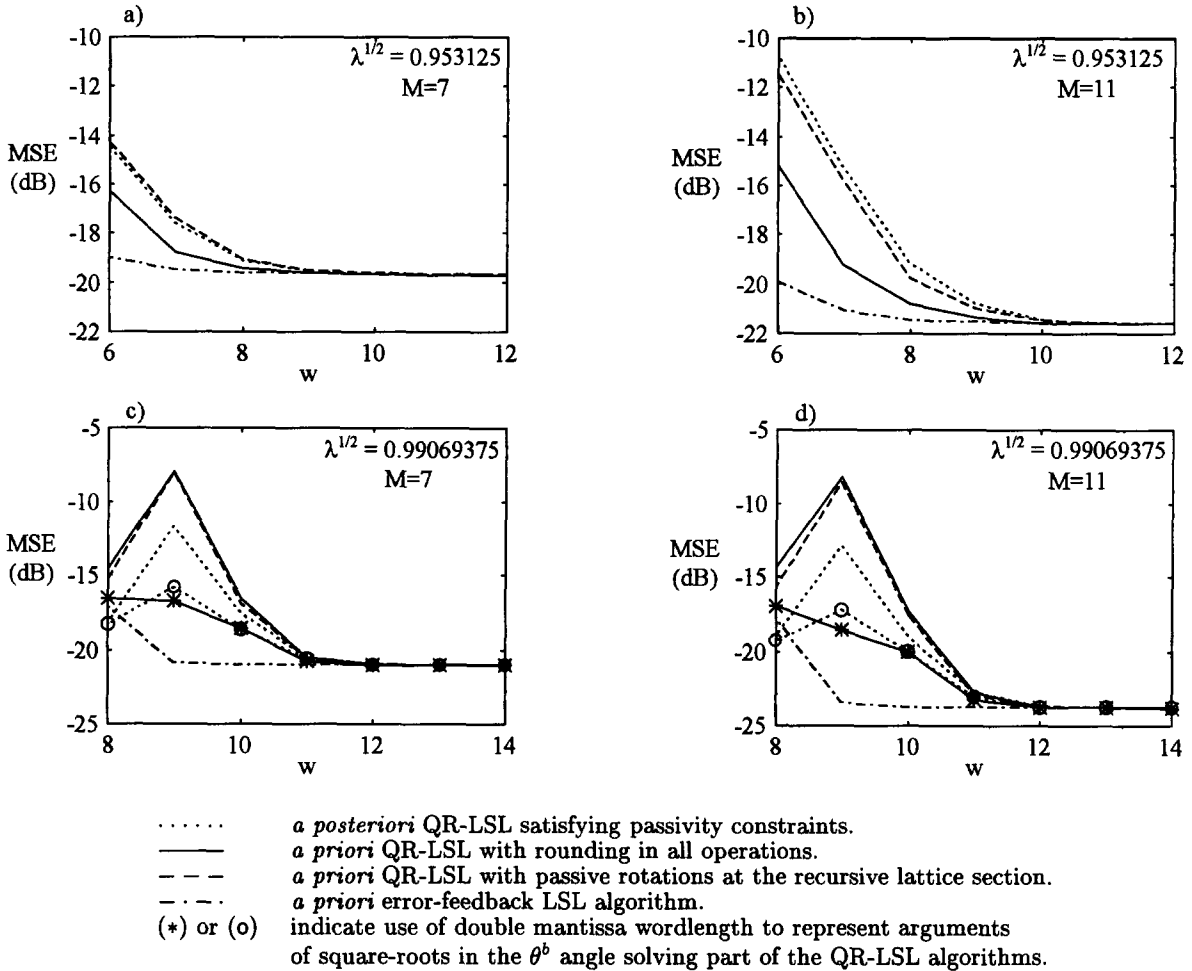 a)
-10
-12
-14
MSE
(dB)
-16
-18
-20
-22
6
8
10
12
w
λ^{1/2} = 0.953125
M=7
b)
-10
-12
-14
MSE
(dB)
-16
-18
-20
-22
6
8
10
12
w
λ^{1/2} = 0.953125
M=11
c)
-5
-10
MSE
(dB)
-15
-20
-25
8
10
12
14
w
λ^{1/2} = 0.99069375
M=7
d)
-5
-10
MSE
(dB)
-15
-20
-25
8
10
12
14
w
λ^{1/2} = 0.99069375
M=11
a posteriori QR-LSL satisfying passivity constraints.
a priori QR-LSL with rounding in all operations.
a priori QR-LSL with passive rotations at the recursive lattice section.
a priori error-feedback LSL algorithm.
(*) or (o) indicate use of double mantissa wordlength to represent arguments
of square-roots in the θ^b angle solving part of the QR-LSL algorithms.